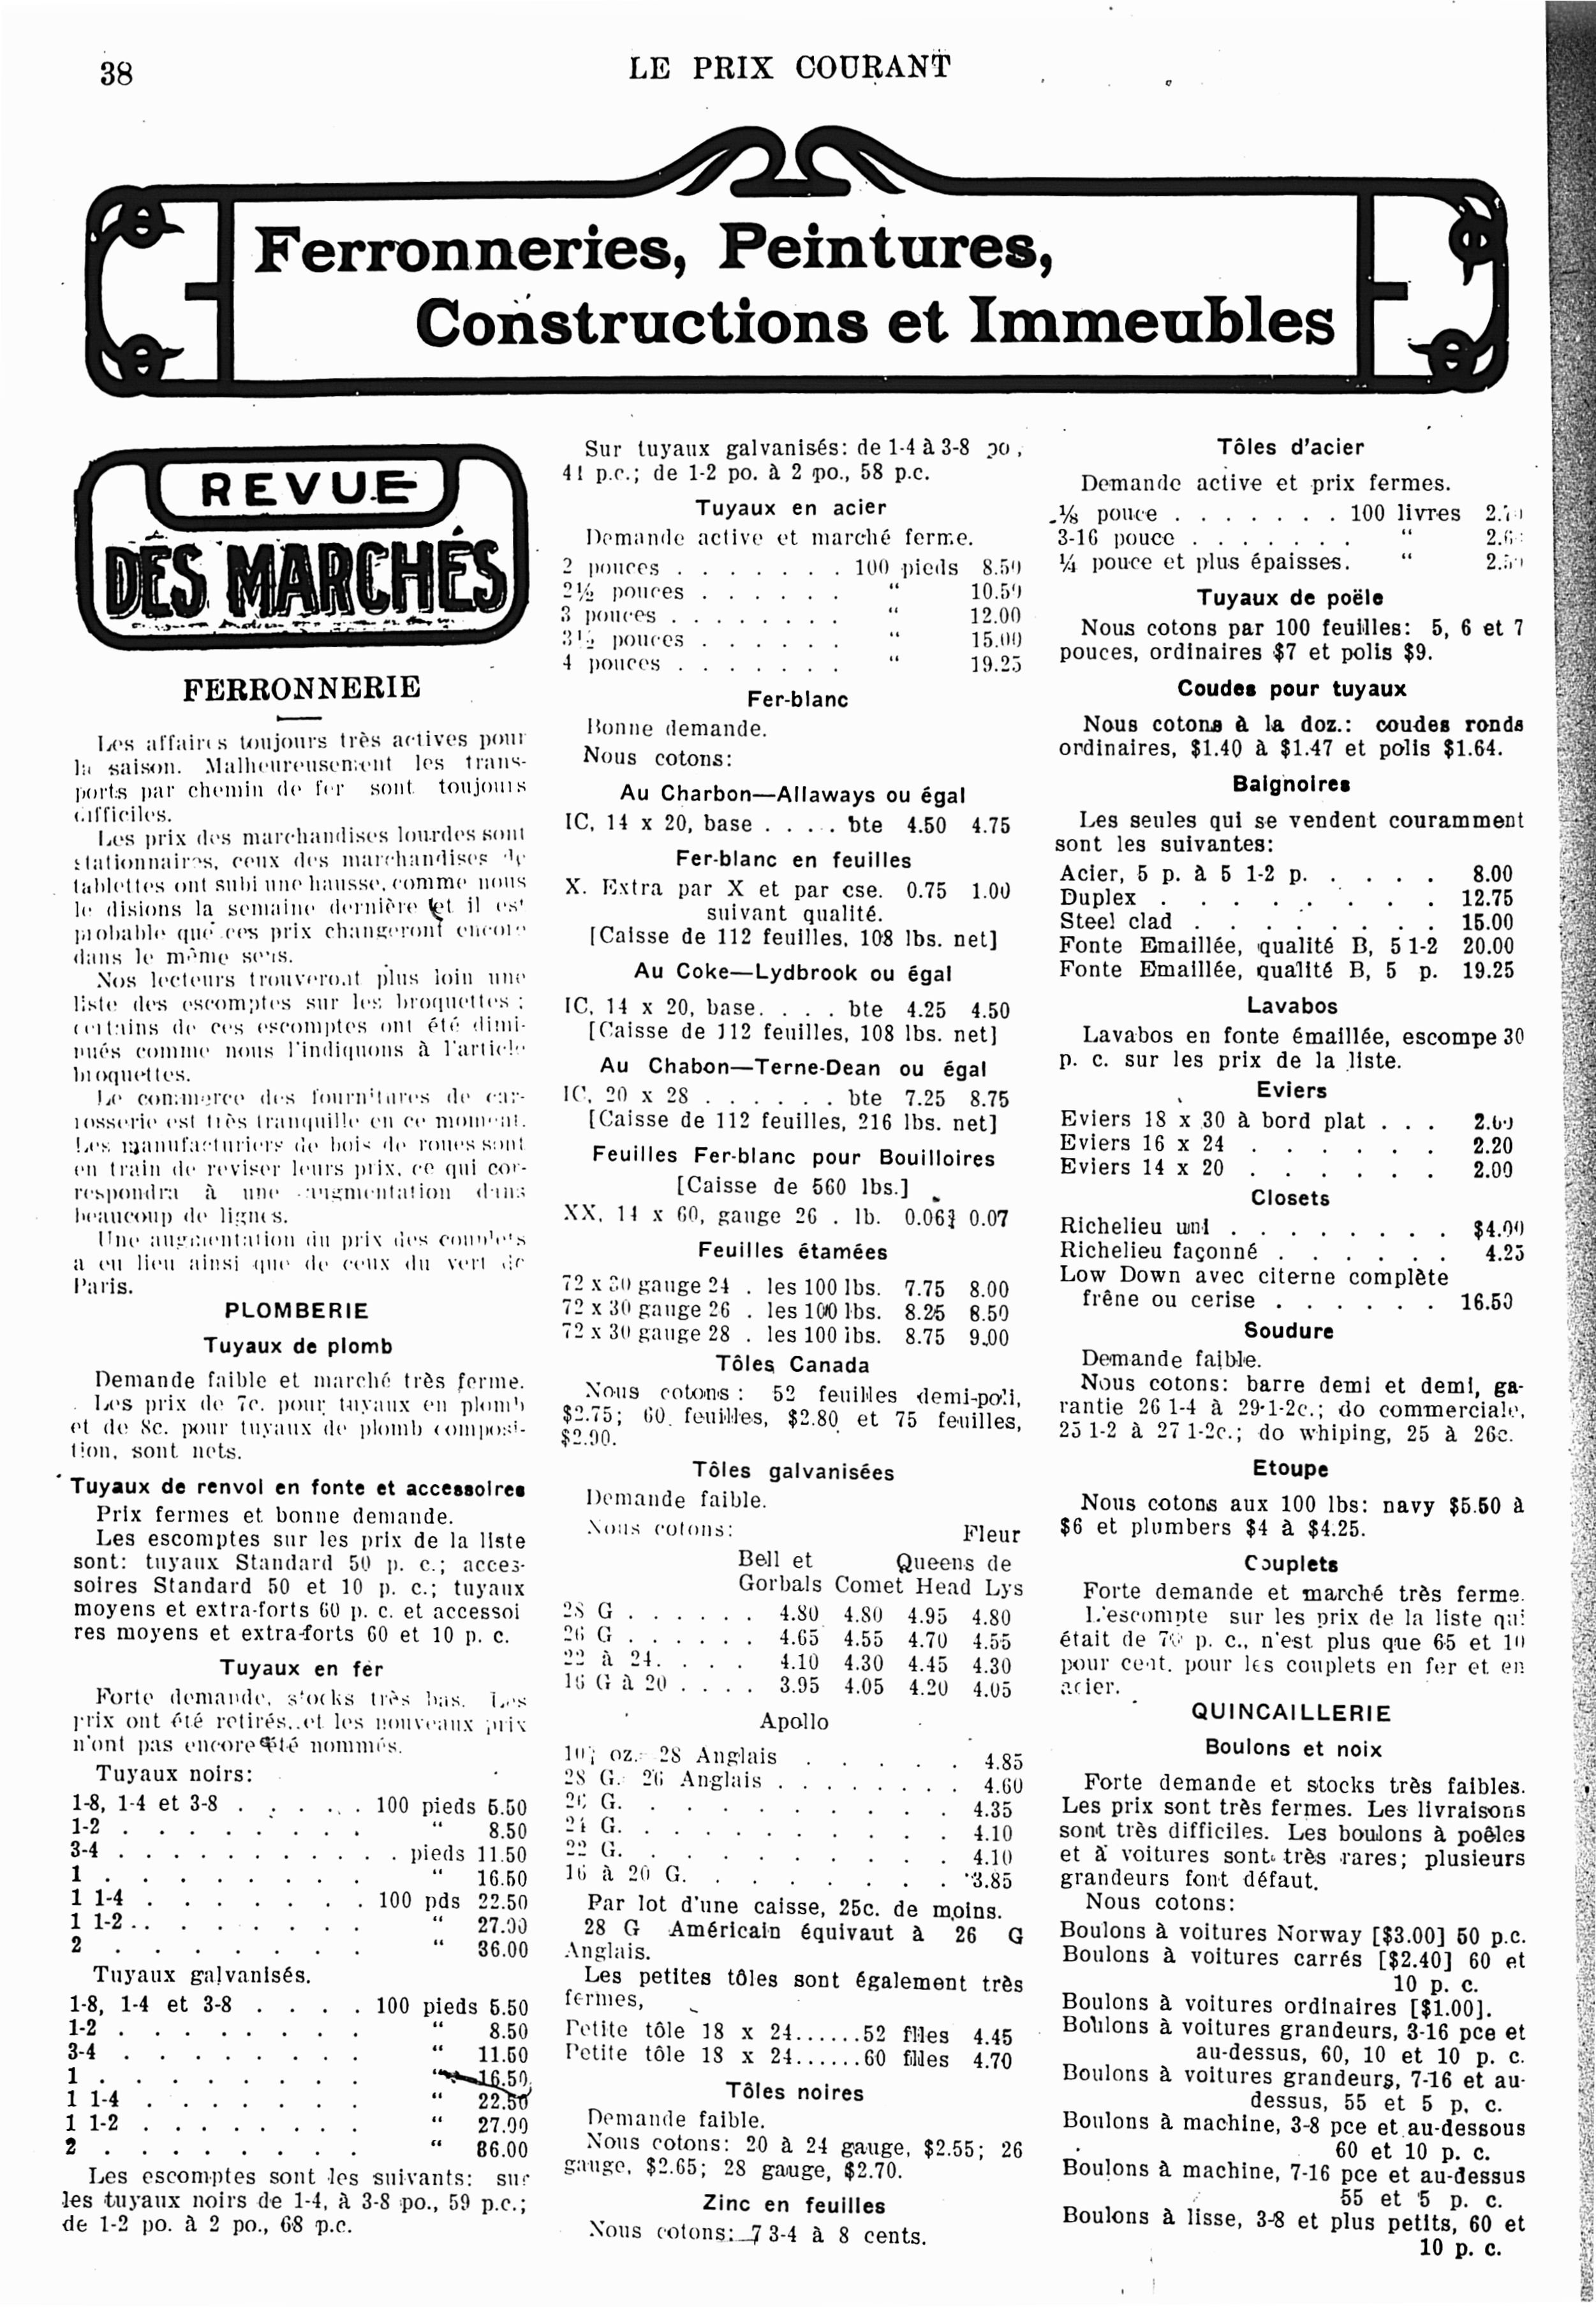 38
LE PRIX COURANT
Ferronneries, Peintures,
Constructions et Immeubles
REVUE
DES MARCHÉS
FERRONNERIE
Les affaires toujours très actives pour
la saison. Malheureusement les trans-
ports par chemin de fer sont toujours
difficiles.
Les prix des marchandises lourdes sont
stationnaires, ceux des marchandises de
tablettes ont subi une hausse, comme nous
le disions la semaine dernière et il est
probable que ces prix changeront encore
dans le même sens.
Nos lecteurs trouveront plus loin une
liste des escomptes sur les broquettes;
certains de ces escomptes ont été dimi-
nués comme nous l'indiquons à l'article
broquettes.
Le commerce des fournitures de car-
rosserie est très tranquille en ce moment.
Les manufacturiers de bois de roues sont
en train de reviser leurs prix, ce qui cor-
respondra à une augmentation dans
beaucoup de lignes.
Une augmentation du prix des couplets
a eu lieu ainsi que de ceux du vert de
Paris.
PLOMBERIE
Tuyaux de plomb
Demande faible et marché très ferme.
Les prix de 7c. pour tuyaux en plomb
et de 8c. pour tuyaux de plomb composi-
tion, sont nets.
Tuyaux de renvoi en fonte et accessoires
Prix fermes et bonne demande.
Les escomptes sur les prix de la liste
sont: tuyaux Standard 50 p. c.; acces-
soires Standard 50 et 10 p. c.; tuyaux
moyens et extra-forts 60 p. c. et accessoi
res moyens et extra-forts 60 et 10 p. c.
Tuyaux en fer
Forte demande, stocks très bas. Les
prix ont été retirés, et les nouveaux prix
n'ont pas encore été nommés.
Tuyaux noirs:
1-8, 1-4 et 3-8 . . . . . 100 pieds 5.50
1-2 . . . . . . . . " 8.50
3-4 . . . . . . . . . . . pieds 11.50
1 . . . . . . . . " 16.50
1 1-4 . . . . . . . 100 pds 22.50
1 1-2 . . . . . . . . " 27.00
2 . . . . . . . " 36.00
Tuyaux galvanisés.
1-8, 1-4 et 3-8 . . . . 100 pieds 5.50
1-2 . . . . . . . . " 8.50
3-4 . . . . . . . . " 11.50
1 . . . . . . . . " 16.50
1 1-4 . . . . . . . " 22.50
1 1-2 . . . . . . . " 27.00
2 . . . . . . . . " 36.00
Les escomptes sont les suivants: sur
les tuyaux noirs de 1-4, à 3-8 po., 59 p.c.;
de 1-2 po. à 2 po., 68 p.c.
Sur tuyaux galvanisés: de 1-4 à 3-8 po.,
41 p.c.; de 1-2 po. à 2 po., 58 p.c.
Tuyaux en acier
Demande active et marché ferme.
2 pouces . . . . . . . 100 pieds 8.50
2½ pouces . . . . . . " 10.50
3 pouces . . . . . . . . " 12.00
3½ pouces . . . . . . " 15.00
4 pouces . . . . . . . " 19.25
Fer-blanc
Bonne demande.
Nous cotons:
Au Charbon—Allaways ou égal
IC, 14 x 20, base . . . . bte 4.50 4.75
Fer-blanc en feuilles
X. Extra par X et par cse. 0.75 1.00
suivant qualité.
[Caisse de 112 feuilles, 108 lbs. net]
Au Coke—Lydbrook ou égal
IC, 14 x 20, base. . . . bte 4.25 4.50
[Caisse de 112 feuilles, 108 lbs. net]
Au Chabon—Terne-Dean ou égal
IC, 20 x 28 . . . . . . bte 7.25 8.75
[Caisse de 112 feuilles, 216 lbs. net]
Feuilles Fer-blanc pour Bouilloires
[Caisse de 560 lbs.]
XX, 14 x 60, gauge 26 . lb. 0.06¾ 0.07
Feuilles étamées
72 x 30 gauge 24 . les 100 lbs. 7.75 8.00
72 x 30 gauge 26 . les 100 lbs. 8.25 8.50
72 x 30 gauge 28 . les 100 lbs. 8.75 9.00
Tôles Canada
Nous cotons: 52 feuilles demi-poli,
$2.75; 60 feuilles, $2.80 et 75 feuilles,
$2.90.
Tôles galvanisées
Demande faible.
Nous cotons: Fleur
Bell et Queens de
Gorbals Comet Head Lys
28 G . . . . . . 4.80 4.80 4.95 4.80
26 G . . . . . . 4.65 4.55 4.70 4.55
22 à 24. . . . 4.10 4.30 4.45 4.30
16 G à 20 . . . . 3.95 4.05 4.20 4.05
Apollo
oz. 28 Anglais . . . . . 4.85
28 G. 26 Anglais . . . . . . . . 4.60
26 G. . . . . . . . . . . 4.35
24 G. . . . . . . . . . . 4.10
22 G. . . . . . . . . . . 4.10
16 à 20 G. . . . . . . . . 3.85
Par lot d'une caisse, 25c. de moins.
28 G Américain équivaut à 26 G
Anglais.
Les petites tôles sont également très
fermes,
Petite tôle 18 x 24......52 flles 4.45
Petite tôle 18 x 24......60 flles 4.70
Tôles noires
Demande faible.
Nous cotons: 20 à 24 gauge, $2.55; 26
gauge, $2.65; 28 gauge, $2.70.
Zinc en feuilles
Nous cotons: 7 3-4 à 8 cents.
Tôles d'acier
Demande active et prix fermes.
⅛ pouce . . . . . . . 100 livres
3-16 pouce . . . . . . . "
¼ pouce et plus épaisses. "
Tuyaux de poële
Nous cotons par 100 feuilles: 5, 6 et 7
pouces, ordinaires $7 et polis $9.
Coudes pour tuyaux
Nous cotons à la doz.: coudes ronds
ordinaires, $1.40 à $1.47 et polis $1.64.
Baignoires
Les seules qui se vendent couramment
sont les suivantes:
Acier, 5 p. à 5 1-2 p. . . . . 8.00
Duplex . . . . . . . . 12.75
Steel clad . . . . . . . . 15.00
Fonte Emaillée, qualité B, 5 1-2 20.00
Fonte Emaillée, qualité B, 5 p. 19.25
Lavabos
Lavabos en fonte émaillée, escompe 30
p. c. sur les prix de la liste.
Eviers
Eviers 18 x 30 à bord plat . . . 2.60
Eviers 16 x 24 . . . . . . 2.20
Eviers 14 x 20 . . . . . . 2.00
Closets
Richelieu uni . . . . . . . . $4.00
Richelieu façonné . . . . . . 4.25
Low Down avec citerne complète
frêne ou cerise . . . . . . 16.50
Soudure
Demande faible.
Nous cotons: barre demi et demi, ga-
rantie 26 1-4 à 29-1-2c.; do commerciale,
25 1-2 à 27 1-2c.; do whiping, 25 à 26c.
Etoupe
Nous cotons aux 100 lbs: navy $5.50 à
$6 et plumbers $4 à $4.25.
Couplets
Forte demande et marché très ferme.
L'escompte sur les prix de la liste qui
était de 70 p. c., n'est plus que 65 et 10
pour cent. pour les couplets en fer et en
acier.
QUINCAILLERIE
Boulons et noix
Forte demande et stocks très faibles.
Les prix sont très fermes. Les livraisons
sont très difficiles. Les boulons à poêles
et à voitures sont très rares; plusieurs
grandeurs font défaut.
Nous cotons:
Boulons à voitures Norway [$3.00] 50 p.c.
Boulons à voitures carrés [$2.40] 60 et
10 p. c.
Boulons à voitures ordinaires [$1.00].
Boulons à voitures grandeurs, 3-16 pce et
au-dessus, 60, 10 et 10 p. c.
Boulons à voitures grandeurs, 7-16 et au-
dessus, 55 et 5 p. c.
Boulons à machine, 3-8 pce et au-dessous
60 et 10 p. c.
Boulons à machine, 7-16 pce et au-dessus
55 et 5 p. c.
Boulons à lisse, 3-8 et plus petits, 60 et
10 p. c.